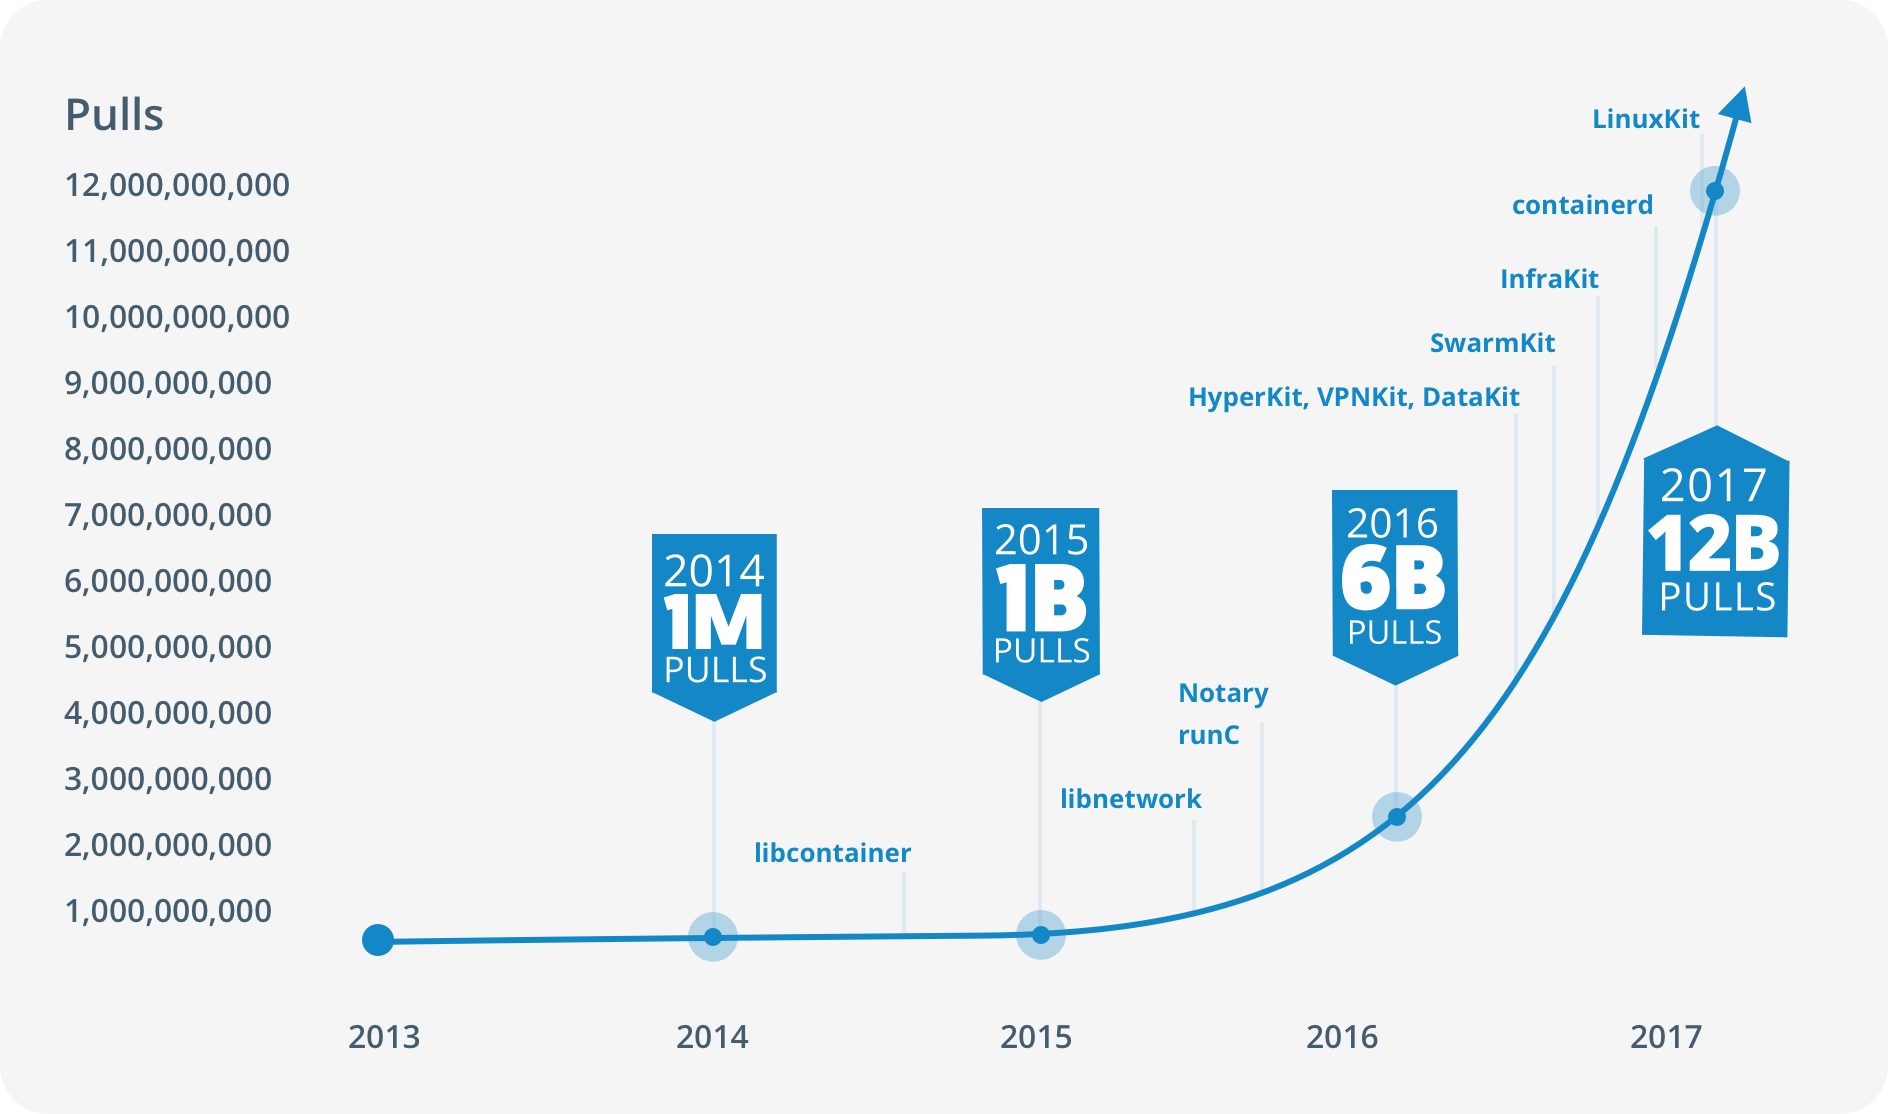 Pulls
12,000,000,000
11,000,000,000
10,000,000,000
9,000,000,000
8,000,000,000
7,000,000,000
6,000,000,000
5,000,000,000
4,000,000,000
3,000,000,000
2,000,000,000
1,000,000,000
2014
1M
PULLS
libcontainer
2015
1B
PULLS
libnetwork
Notary
runC
2016
6B
PULLS
HyperKit, VPNKit, DataKit
SwarmKit
InfraKit
containerd
LinuxKit
2017
12B
PULLS
2013
2014
2015
2016
2017